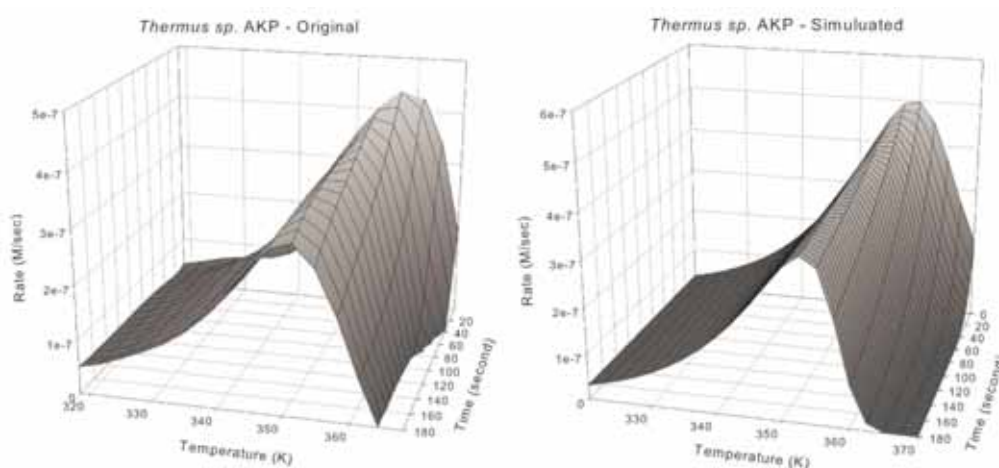 Thermus sp. AKP - Original
5e-7
4e-7
3e-7
2e-7
1e-7
0
Rate (M/sec)
320
330
340
350
360
Temperature (K)
20
40
60
80
100
120
140
160
180
Time (second)
Thermus sp. AKP - Simuluated
6e-7
5e-7
4e-7
3e-7
2e-7
1e-7
0
Rate (M/sec)
330
340
350
360
370
Temperature (K)
0
20
40
60
80
100
120
140
160
180
Time (second)